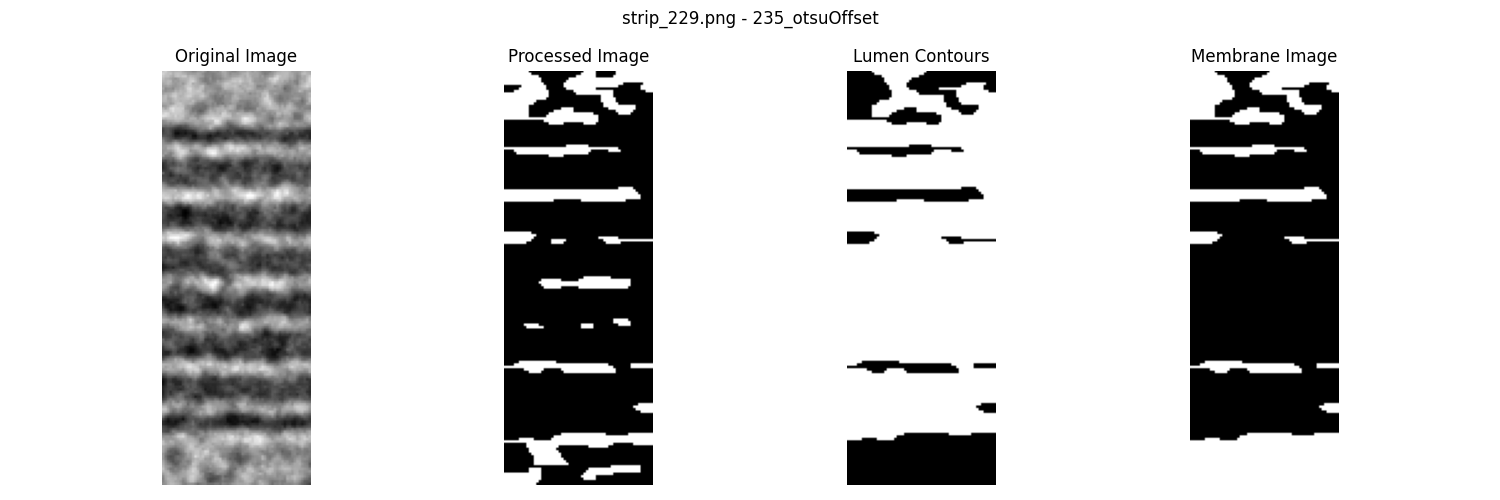 strip_229.png - 235_otsuOffset
Original Image
Processed Image
Lumen Contours
Membrane Image